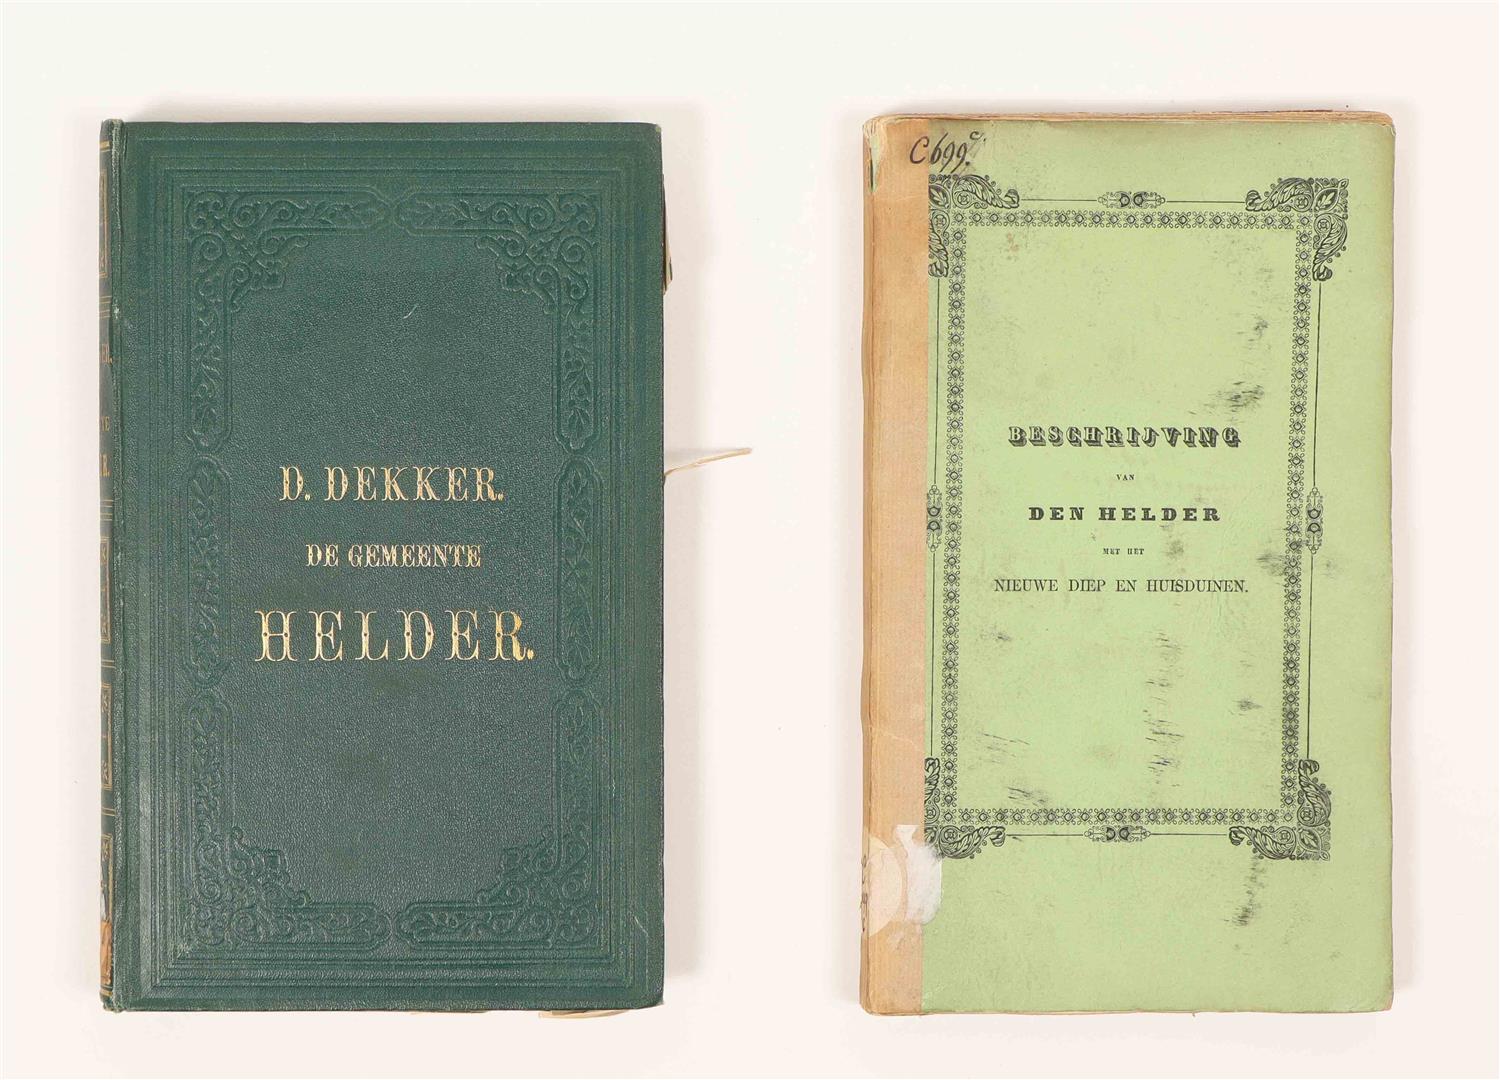 D. DEKKER.
DE GEMEENTE
HELDER.
C699.
BESCHRIJVING
VAN
DEN HELDER
MET HET
NIEUWE DIEP EN HUISDUINEN.